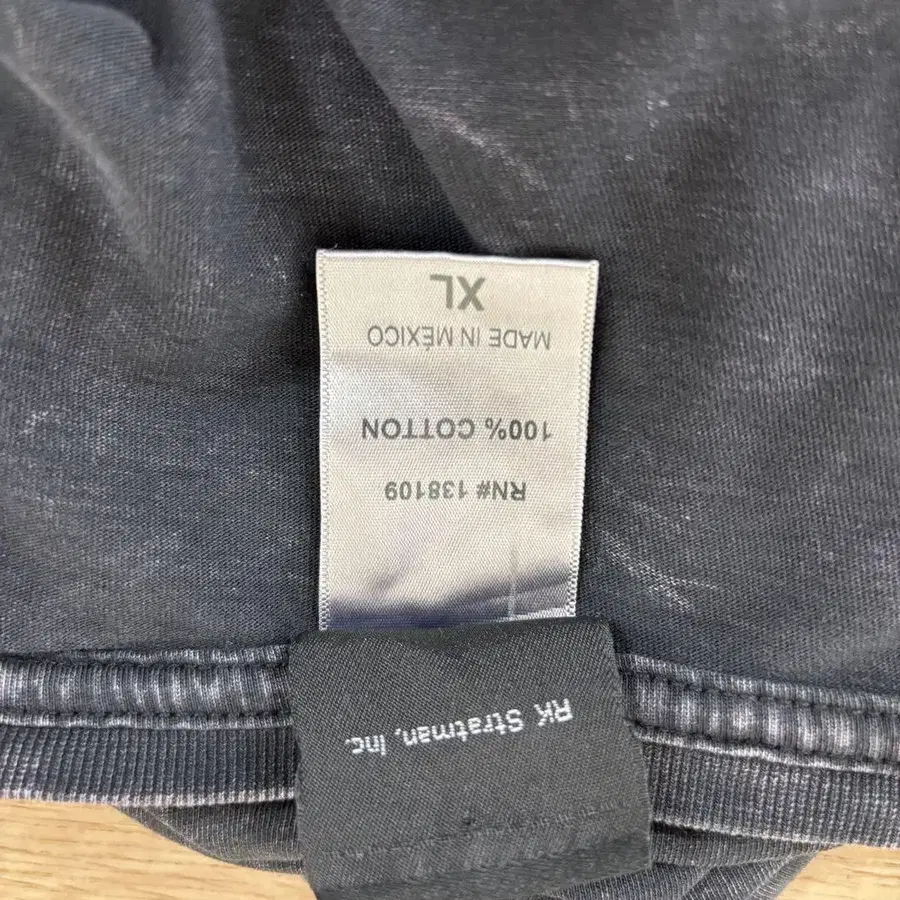 RK Stratman, Inc.
RN# 138109
100% COTTON
MADE IN MÉXICO
XL